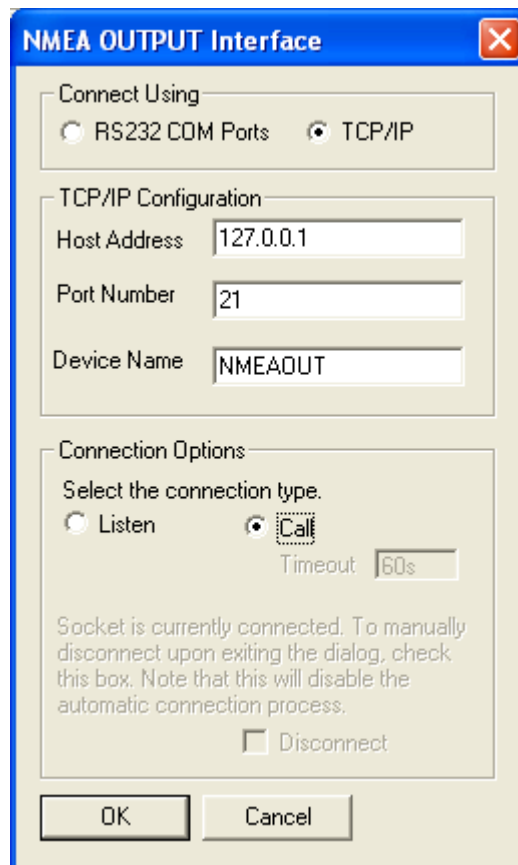 NMEA OUTPUT Interface
Connect Using
RS232 COM Ports TCP/IP
TCP/IP Configuration
Host Address 127.0.0.1
Port Number 21
Device Name NMEAOUT
Connection Options
Select the connection type.
Listen Call
Timeout 60s
Socket is currently connected. To manually
disconnect upon exiting the dialog, check
this box. Note that this will disable the
automatic connection process.
Disconnect
OK Cancel